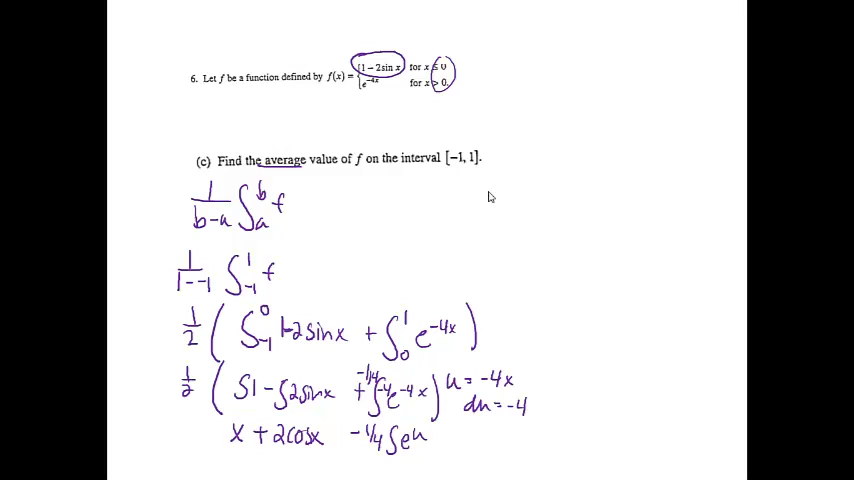 6. Let f be a function defined by f(x) = { 1 – 2sin x for x ≤ 0
e^{-4x} for x > 0.
(c) Find the average value of f on the interval [−1, 1].
1/(b-a) ∫_a^b f
1/(1--1) ∫_{-1}^1 f
1/2 ( ∫_{-1}^0 1-2sinx + ∫_0^1 e^{-4x} )
1/2 ( ∫1 - ∫2sinx + -1/4 ∫-4e^{-4x} ) u = -4x
du = -4
x + 2cosx -1/4 ∫e^u